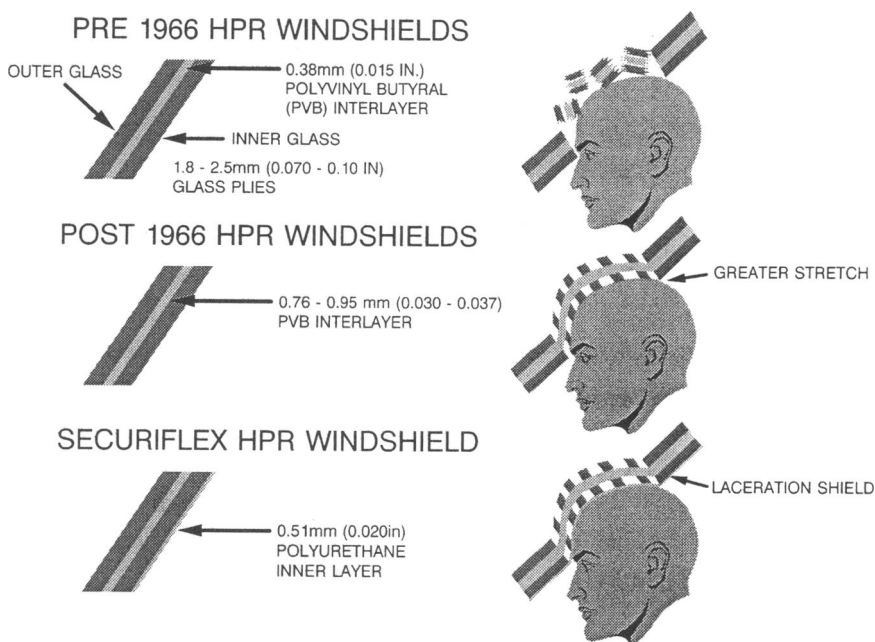 PRE 1966 HPR WINDSHIELDS
OUTER GLASS
0.38mm (0.015 IN.)
POLYVINYL BUTYRAL
(PVB) INTERLAYER
INNER GLASS
1.8 - 2.5mm (0.070 - 0.10 IN)
GLASS PLIES
POST 1966 HPR WINDSHIELDS
GREATER STRETCH
0.76 - 0.95 mm (0.030 - 0.037)
PVB INTERLAYER
SECURIFLEX HPR WINDSHIELD
LACERATION SHIELD
0.51mm (0.020in)
POLYURETHANE
INNER LAYER